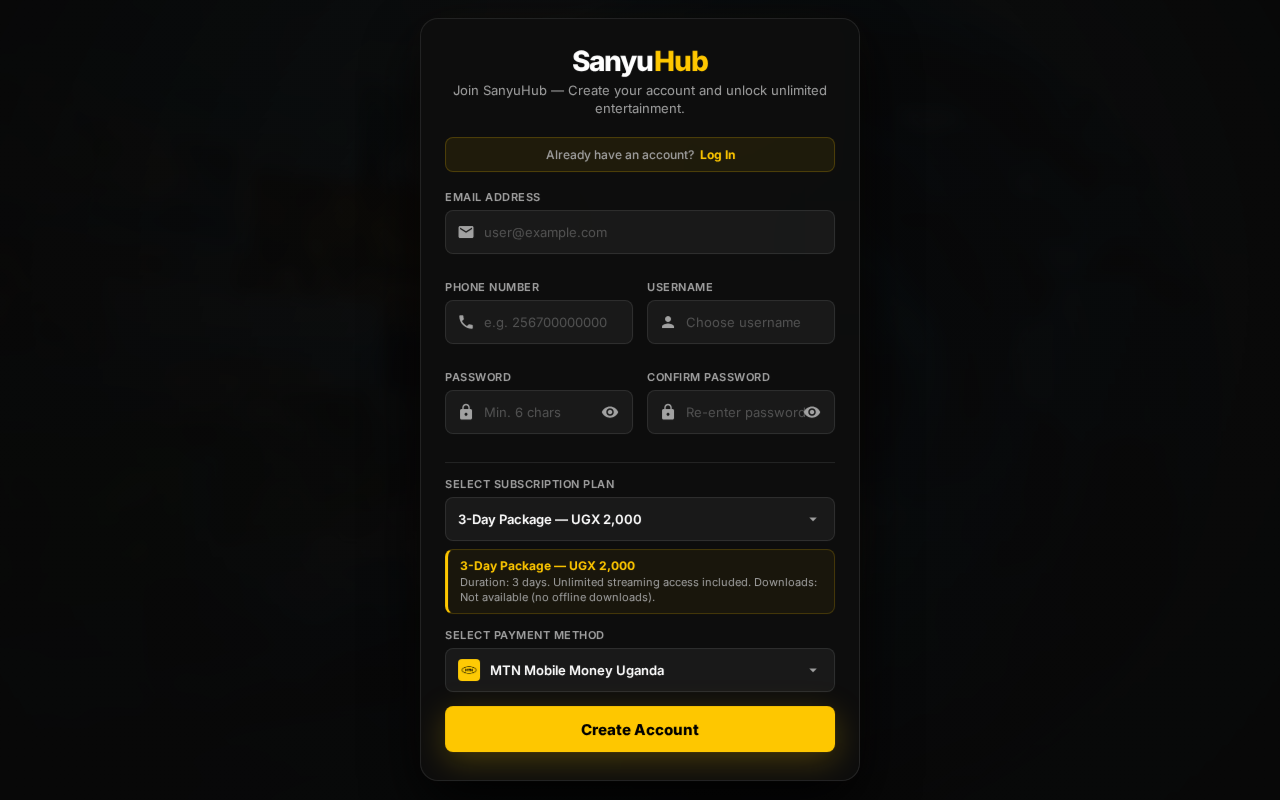 SanyuHub
Join SanyuHub — Create your account and unlock unlimited
entertainment.
Already have an account? Log In
EMAIL ADDRESS
user@example.com
PHONE NUMBER
e.g. 256700000000
USERNAME
Choose username
PASSWORD
Min. 6 chars
CONFIRM PASSWORD
Re-enter password
SELECT SUBSCRIPTION PLAN
3-Day Package — UGX 2,000
3-Day Package — UGX 2,000
Duration: 3 days. Unlimited streaming access included. Downloads:
Not available (no offline downloads).
SELECT PAYMENT METHOD
MTN Mobile Money Uganda
Create Account